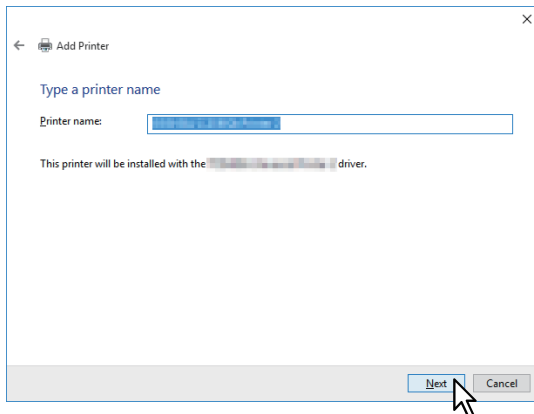 Add Printer
Type a printer name
Printer name:
This printer will be installed with the driver.
Next Cancel